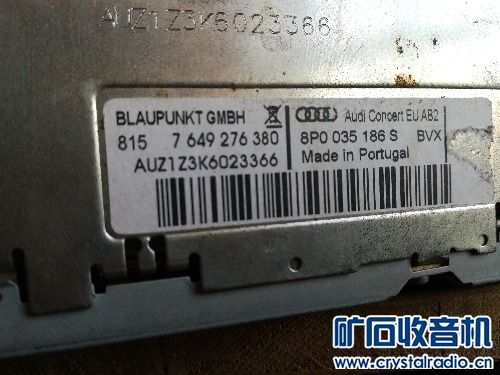 AUZ1Z3K6023366
BLAUPUNKT GMBH
Audi Concert EU AB2
815 7 649 276 380
8P0 035 186 S BVX
AUZ1Z3K6023366
Made in Portugal
矿石收音机
www.crystalradio.cn